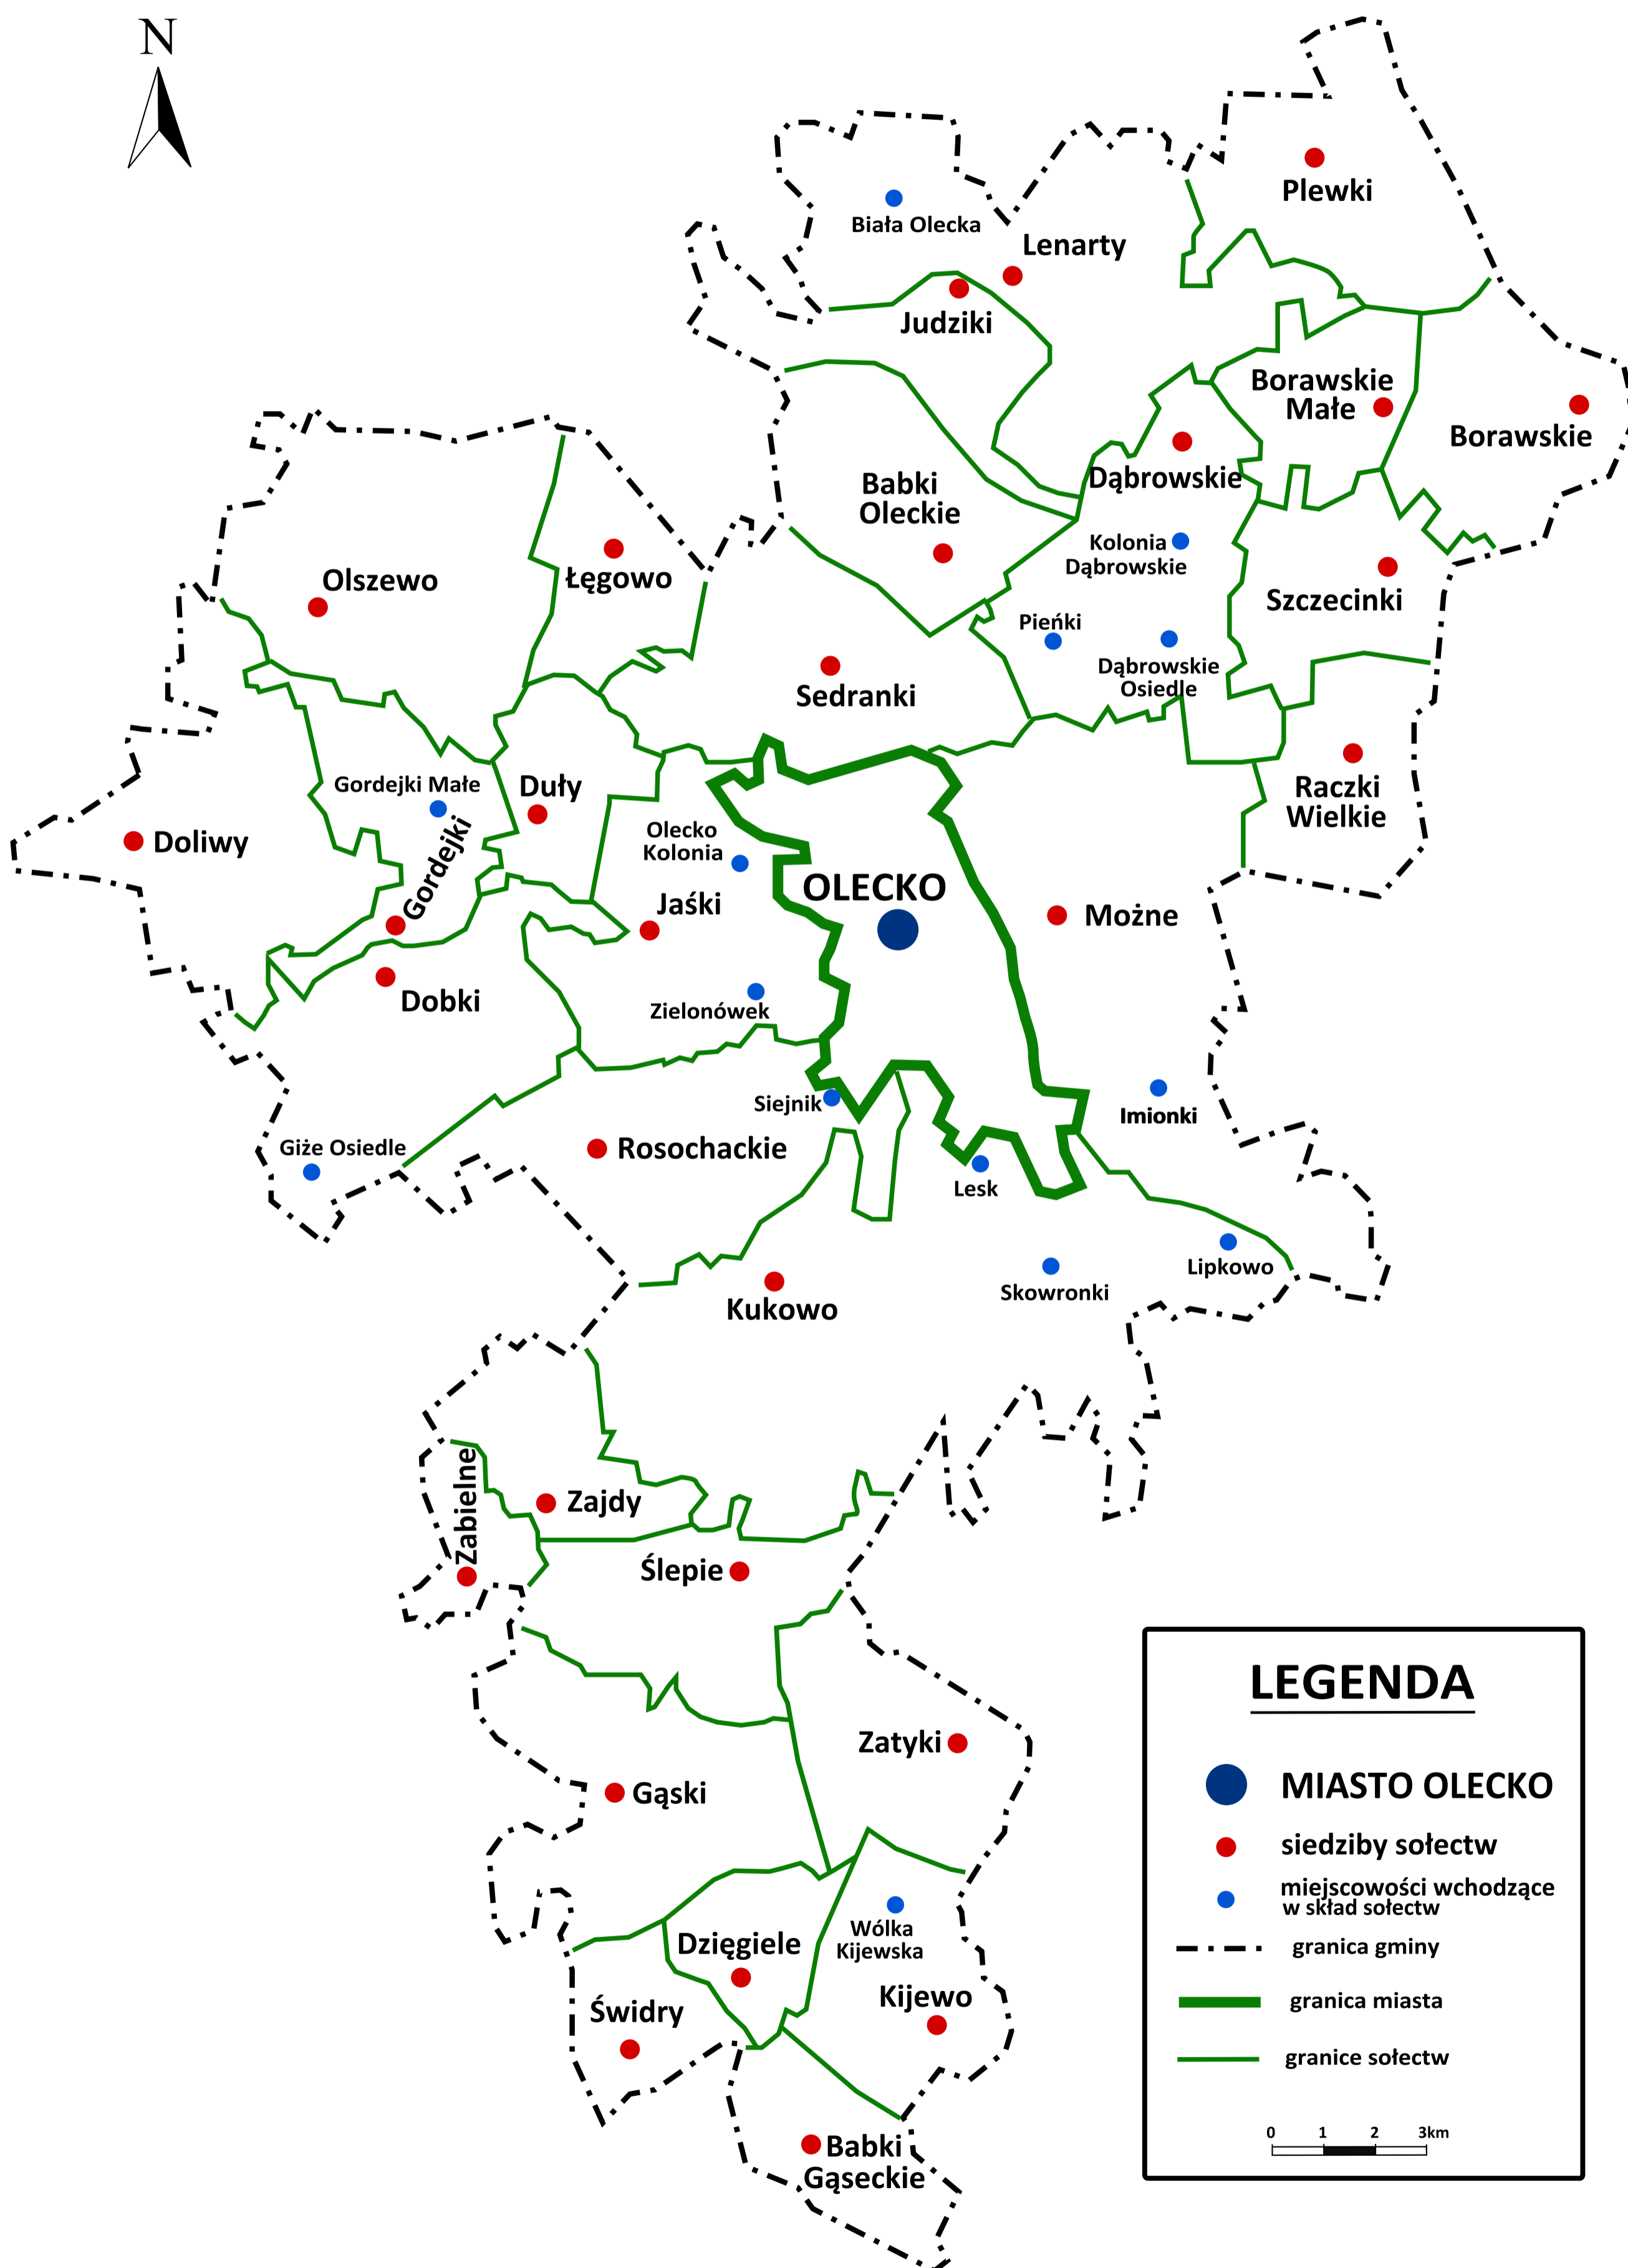 N
Plewki
Biała Olecka
Lenarty
Judziki
Borawskie
Małe
Borawskie
Dąbrowskie
Babki
Oleckie
Kolonia
Dąbrowskie
Olszewo
Łęgowo
Szczecinki
Pieńki
Dąbrowskie
Osiedle
Sedranki
Gordejki Małe
Duły
Raczki
Wielkie
Doliwy
Gordejki
Olecko
Kolonia
OLECKO
Jaśki
Możne
Dobki
Zielonówek
Siejnik
Imionki
Giże Osiedle
Rosochackie
Lesk
Lipkowo
Skowronki
Kukowo
Zabielne
Zajdy
Ślepie
Zatyki
Gąski
Wólka
Kijewska
Dzięgiele
Kijewo
Świdry
Babki
Gąseckie
LEGENDA
MIASTO OLECKO
siedziby sołectw
miejscowości wchodzące
w skład sołectw
granica gminy
granica miasta
granice sołectw
0 1 2 3km